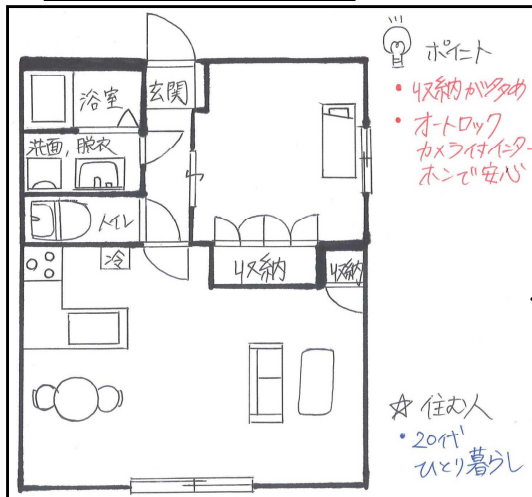 浴室
玄関
洗面,脱衣
トイレ
冷
収納
収納
ポイント
・収納が多め
・オートロック
カメラ付インター
ホンで安心
☆ 住む人
・20代
ひとり暮らし